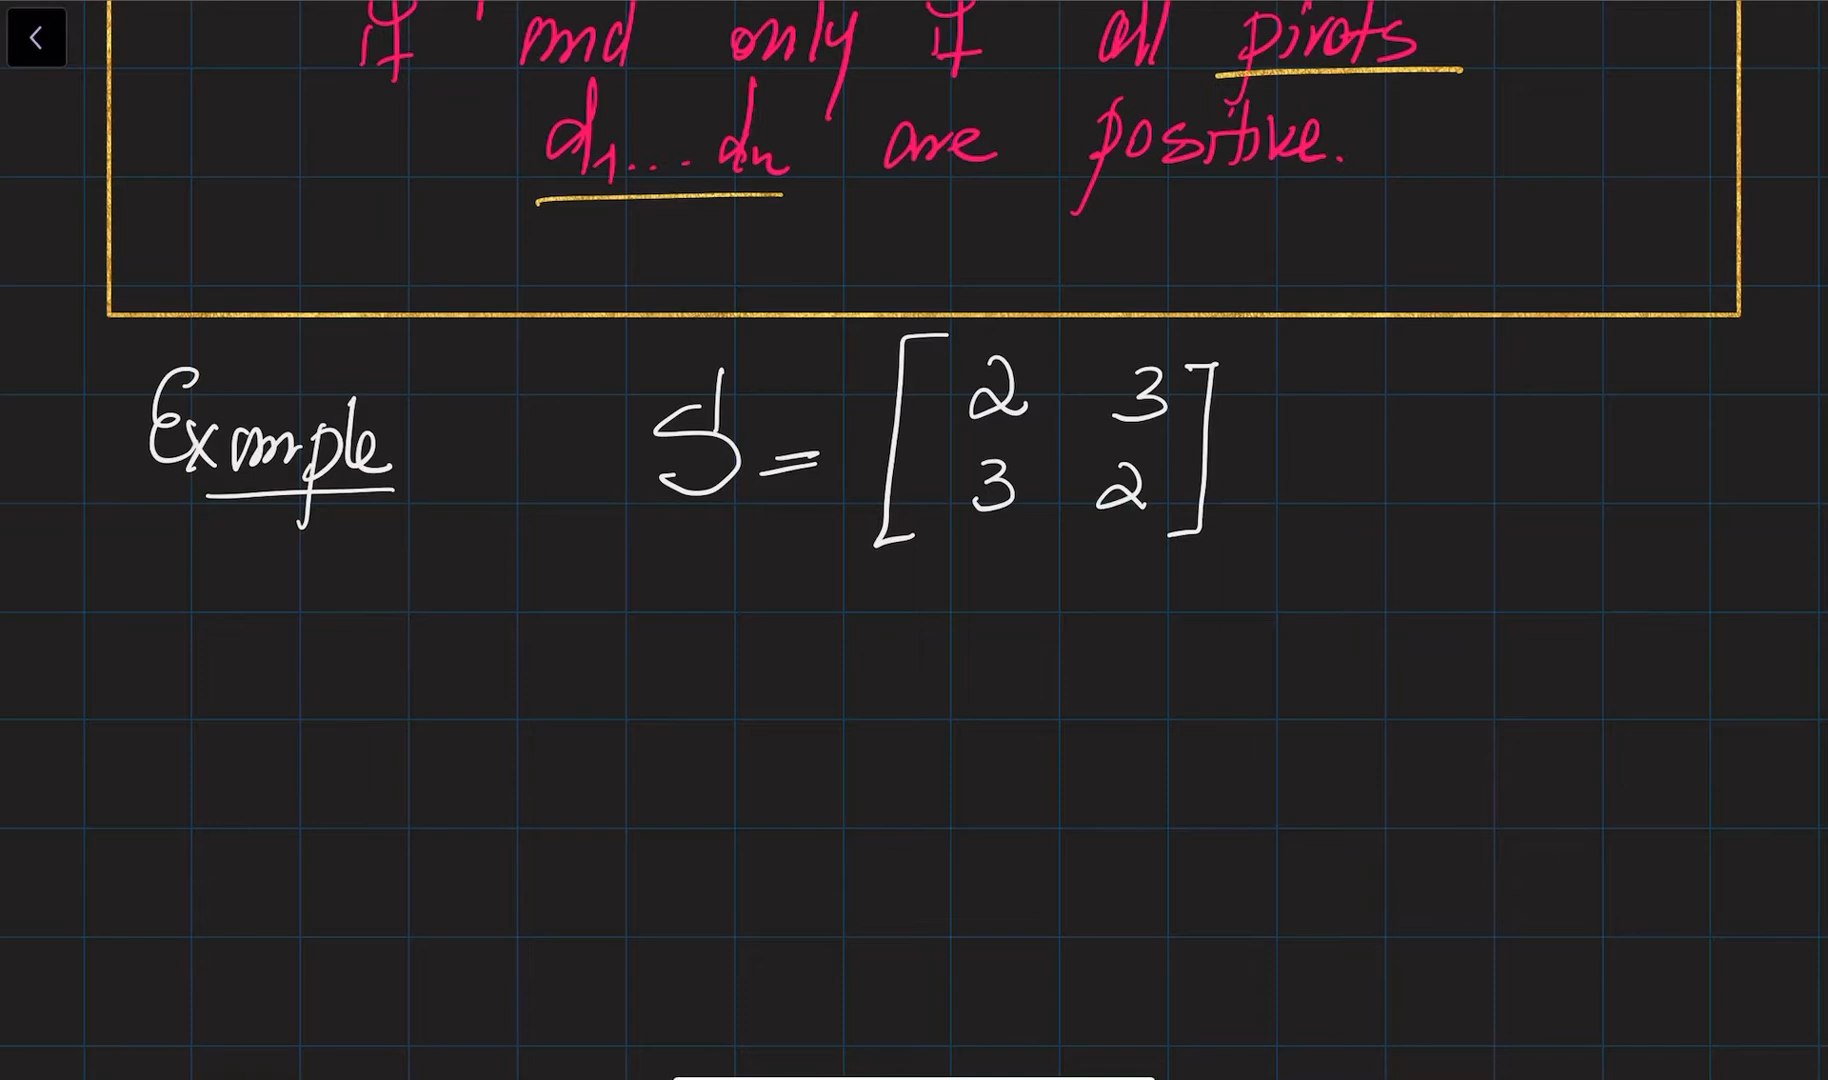 if and only if all pivots
d₁...dₙ are positive.
Example S = [2 3
3 2]